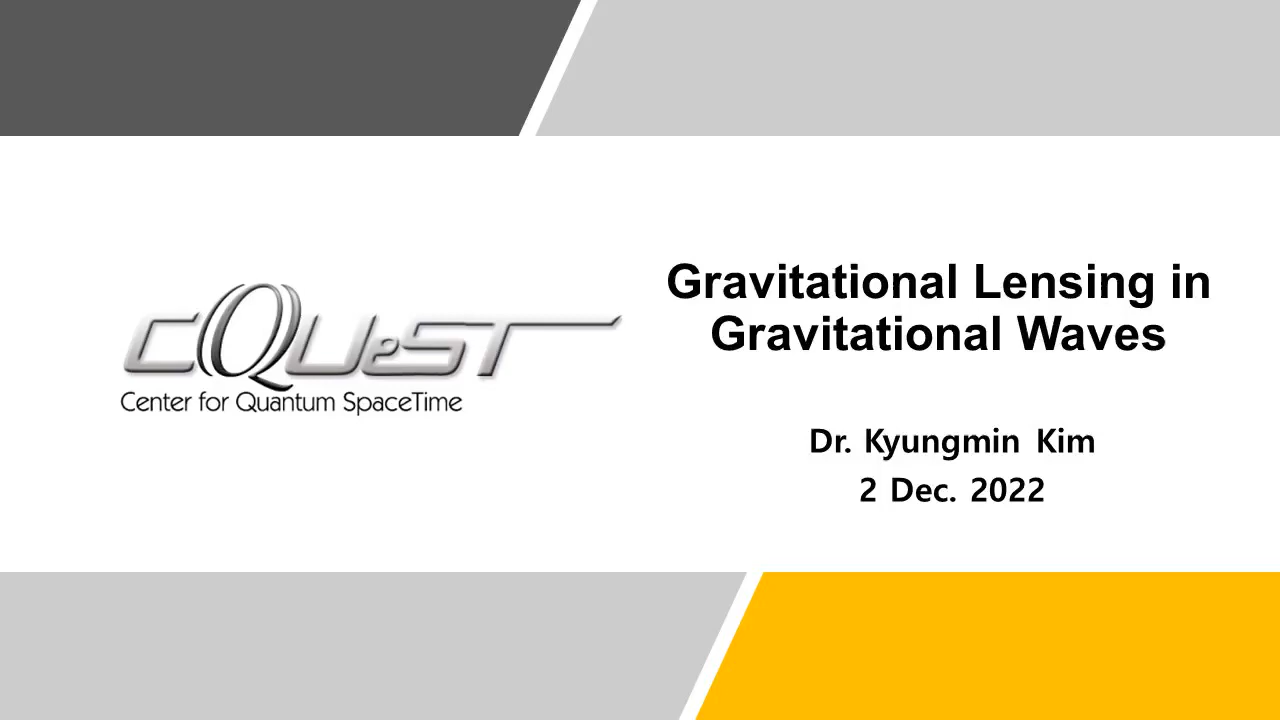 CQUeST
Center for Quantum SpaceTime
Gravitational Lensing in
Gravitational Waves
Dr. Kyungmin Kim
2 Dec. 2022